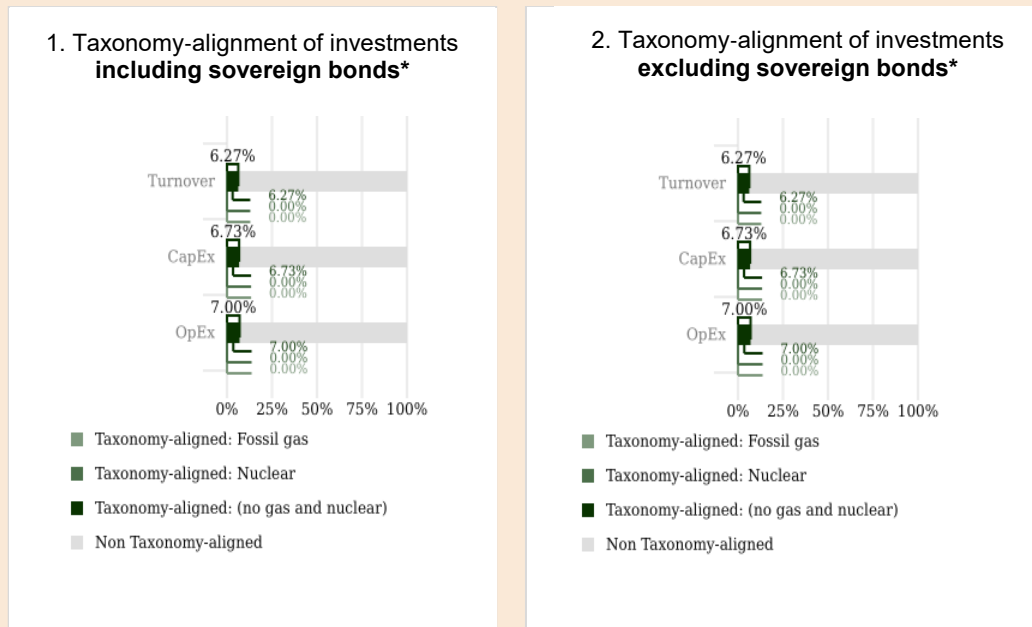 1. Taxonomy-alignment of investments
including sovereign bonds*
6.27%
Turnover
6.27%
0.00%
0.00%
6.73%
CapEx
6.73%
0.00%
0.00%
7.00%
OpEx
7.00%
0.00%
0.00%
0% 25% 50% 75% 100%
Taxonomy-aligned: Fossil gas
Taxonomy-aligned: Nuclear
Taxonomy-aligned: (no gas and nuclear)
Non Taxonomy-aligned
2. Taxonomy-alignment of investments
excluding sovereign bonds*
6.27%
Turnover
6.27%
0.00%
0.00%
6.73%
CapEx
6.73%
0.00%
0.00%
7.00%
OpEx
7.00%
0.00%
0.00%
0% 25% 50% 75% 100%
Taxonomy-aligned: Fossil gas
Taxonomy-aligned: Nuclear
Taxonomy-aligned: (no gas and nuclear)
Non Taxonomy-aligned